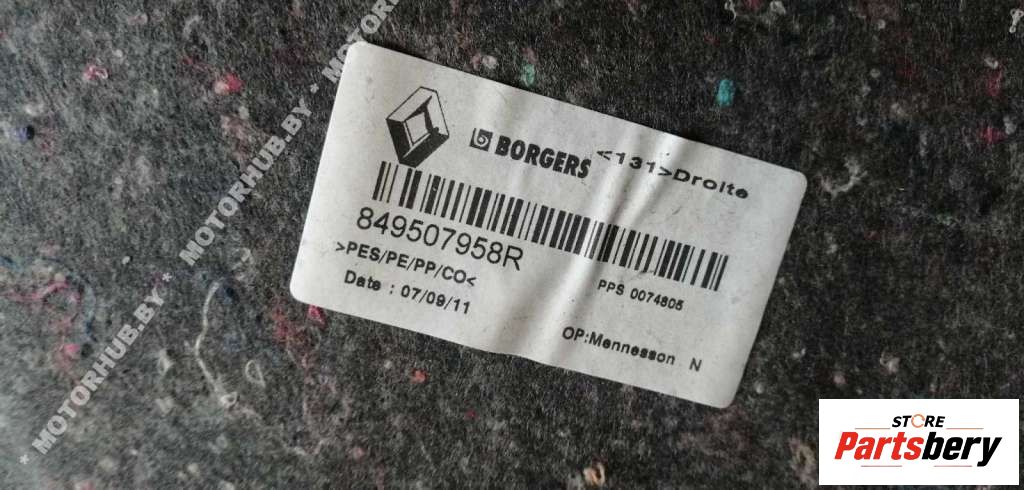 BORGERS <131>Droite
849507958R
>PES/PE/PP/CO<
PPS 0074805
Date : 07/09/11
OP:Mennesson N
* MOTORHUB.BY * MOTORHUB.BY * MOTORHUB.BY * MOTOR
STORE
Partsbery